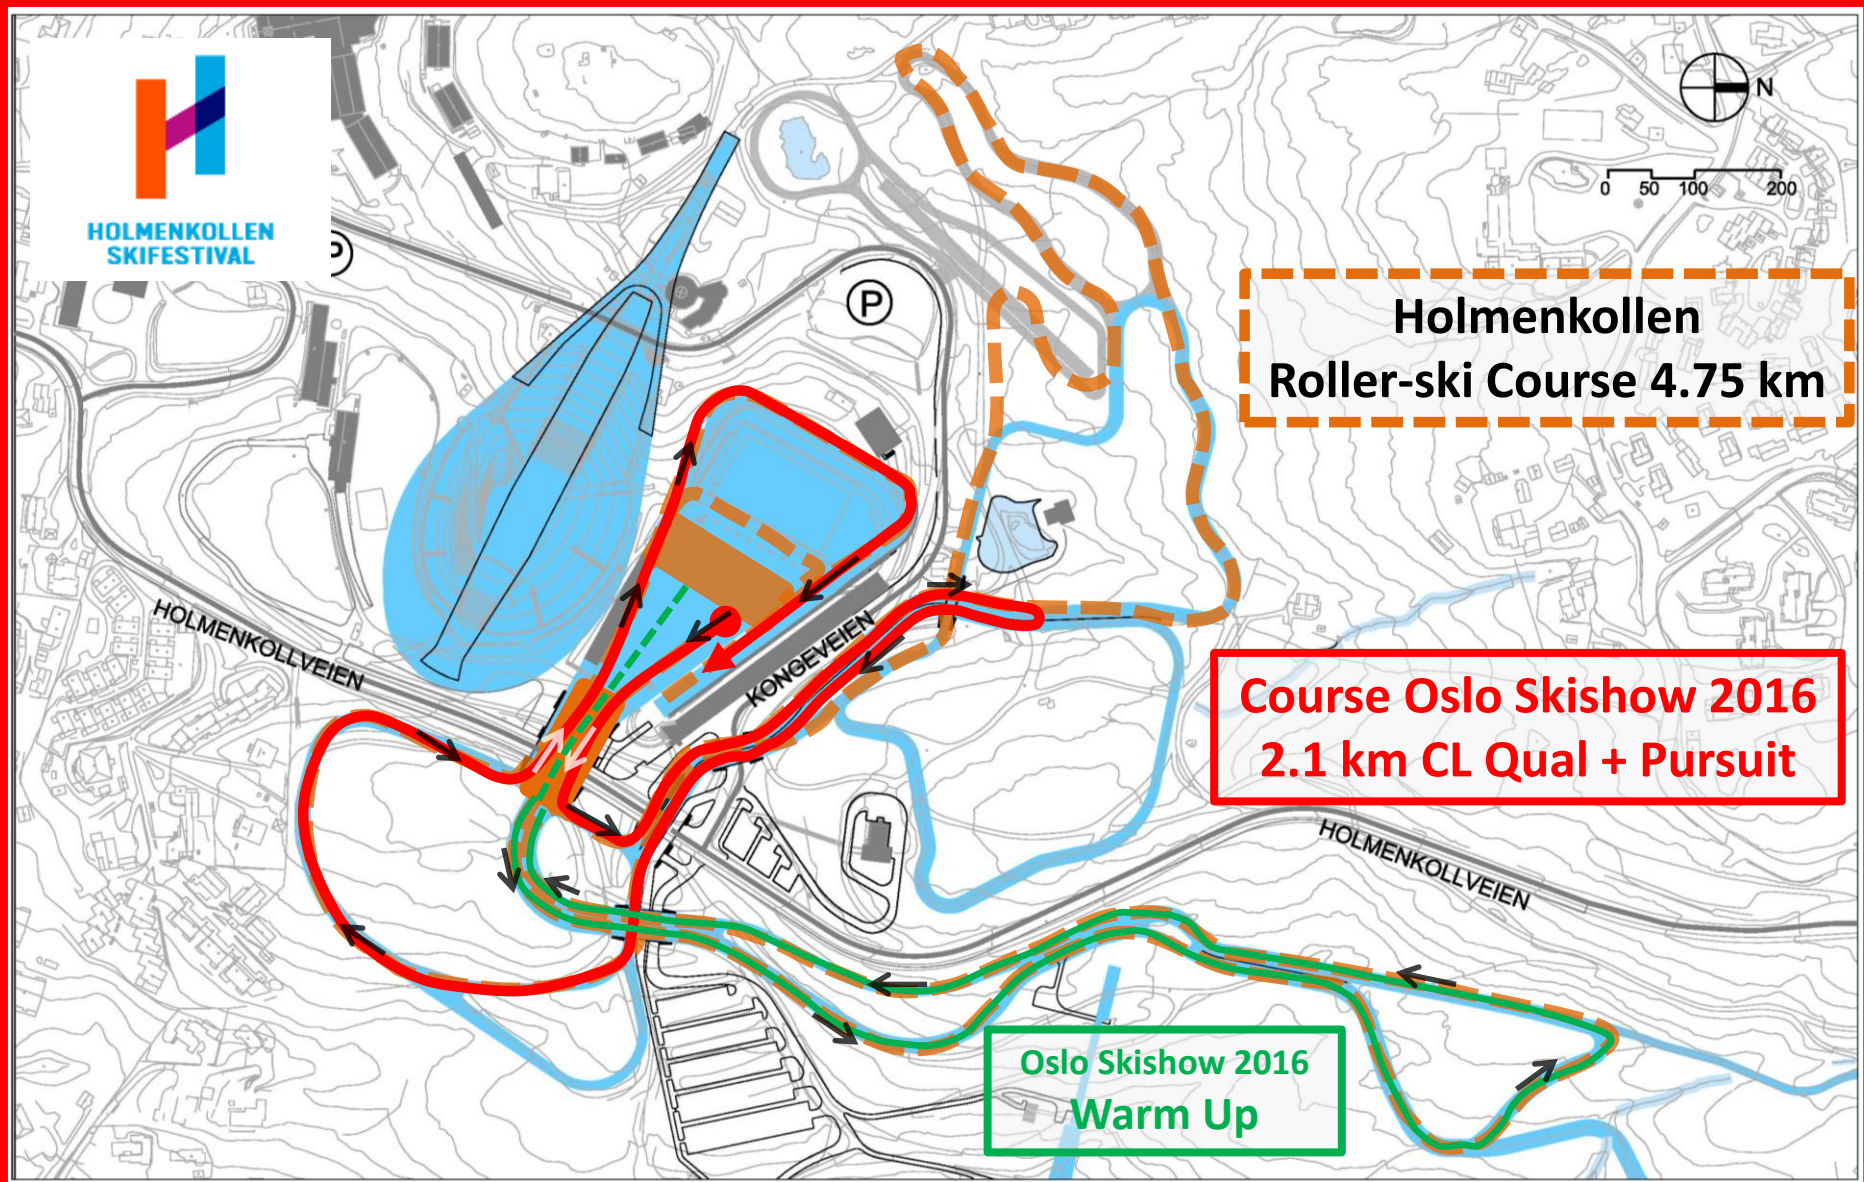 HOLMENKOLLEN
SKIFESTIVAL
P
N
0 50 100 200
P
Holmenkollen
Roller-ski Course 4.75 km
HOLMENKOLLVEIEN
KONGEVEIEN
Course Oslo Skishow 2016
2.1 km CL Qual + Pursuit
HOLMENKOLLVEIEN
Oslo Skishow 2016
Warm Up